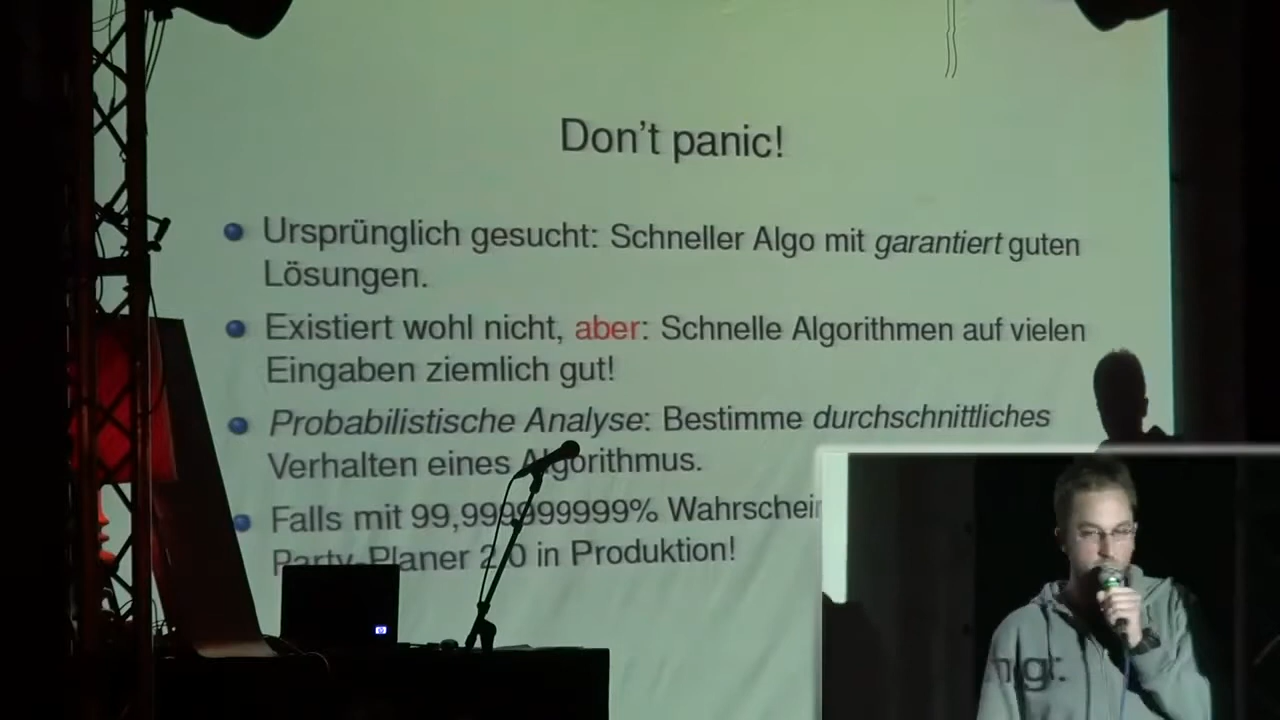 Don't panic!
Ursprünglich gesucht: Schneller Algo mit garantiert guten
Lösungen.
Existiert wohl nicht, aber: Schnelle Algorithmen auf vielen
Eingaben ziemlich gut!
Probabilistische Analyse: Bestimme durchschnittliches
Verhalten eines Algorithmus.
Falls mit 99,999999999% Wahrschein
Party-Planer 2.0 in Produktion!
hp